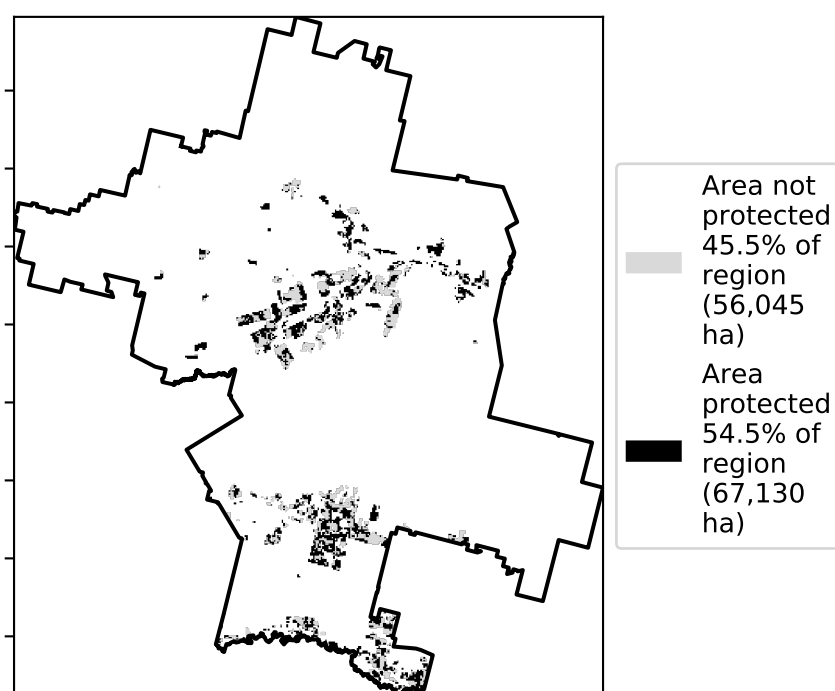 Area not
protected
45.5% of
region
(56,045
ha)
Area
protected
54.5% of
region
(67,130
ha)